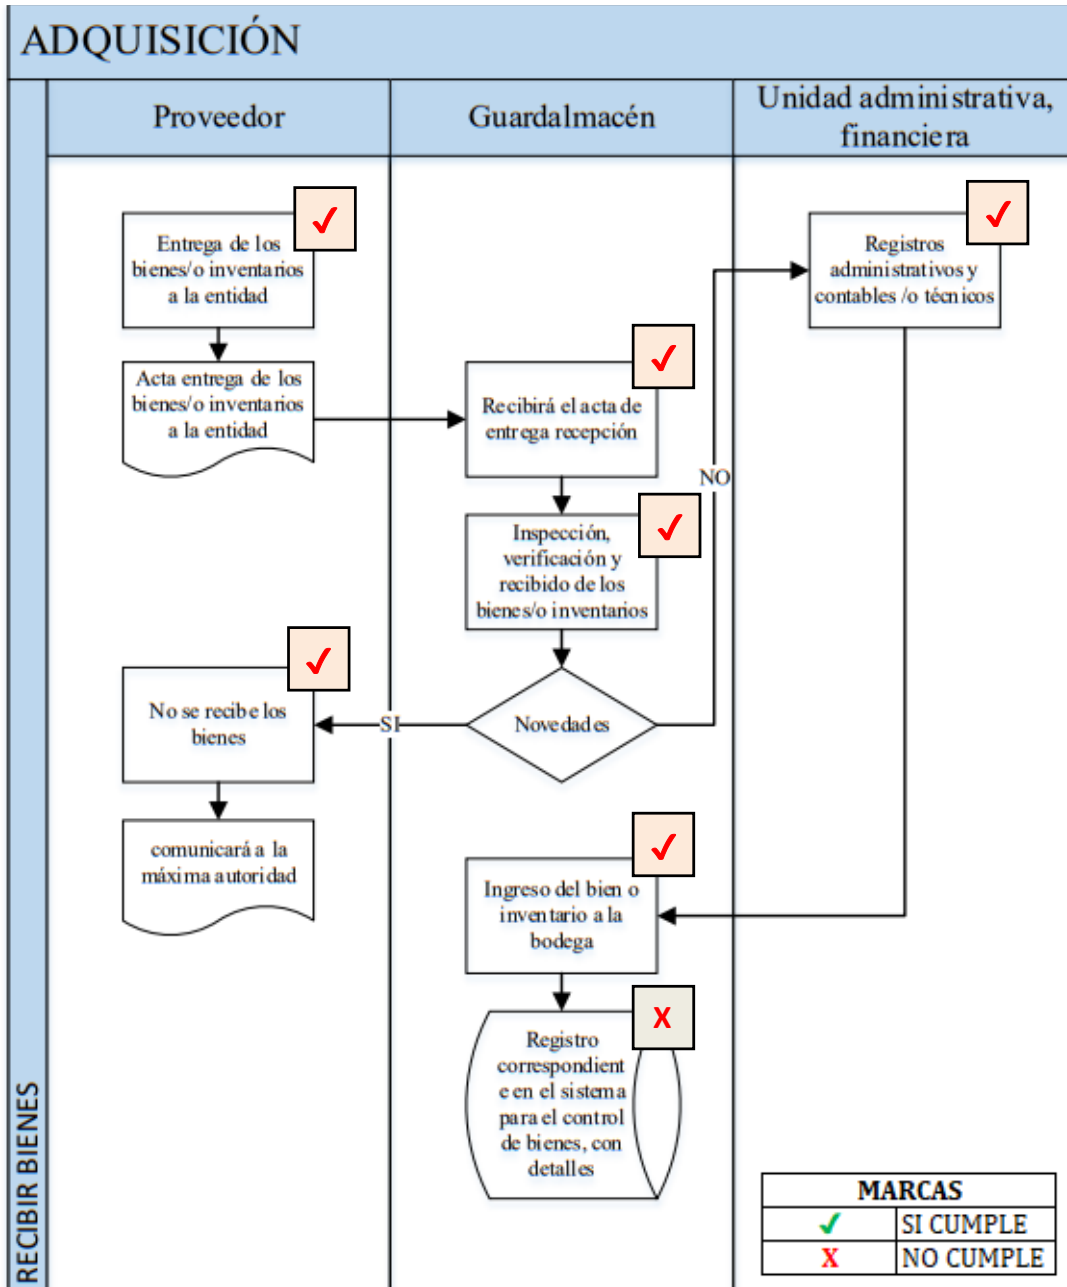 ADQUISICIÓN
Proveedor
Guardalmacén
Unidad administrativa,
financiera
RECIBIR BIENES
✓
Entrega de los
bienes/o inventarios
a la entidad
Acta entrega de los
bienes/o inventarios
a la entidad
✓
Recibirá el acta de
entrega recepción
✓
Inspección,
verificación y
recibido de los
bienes/o inventarios
Novedades
SI
NO
✓
No se recibe los
bienes
comunicará a la
máxima autoridad
✓
Registros
administrativos y
contables /o técnicos
✓
Ingreso del bien o
inventario a la
bodega
X
Registro
correspondient
e en el sistema
para el control
de bienes, con
detalles
MARCAS
✓ SI CUMPLE
X NO CUMPLE